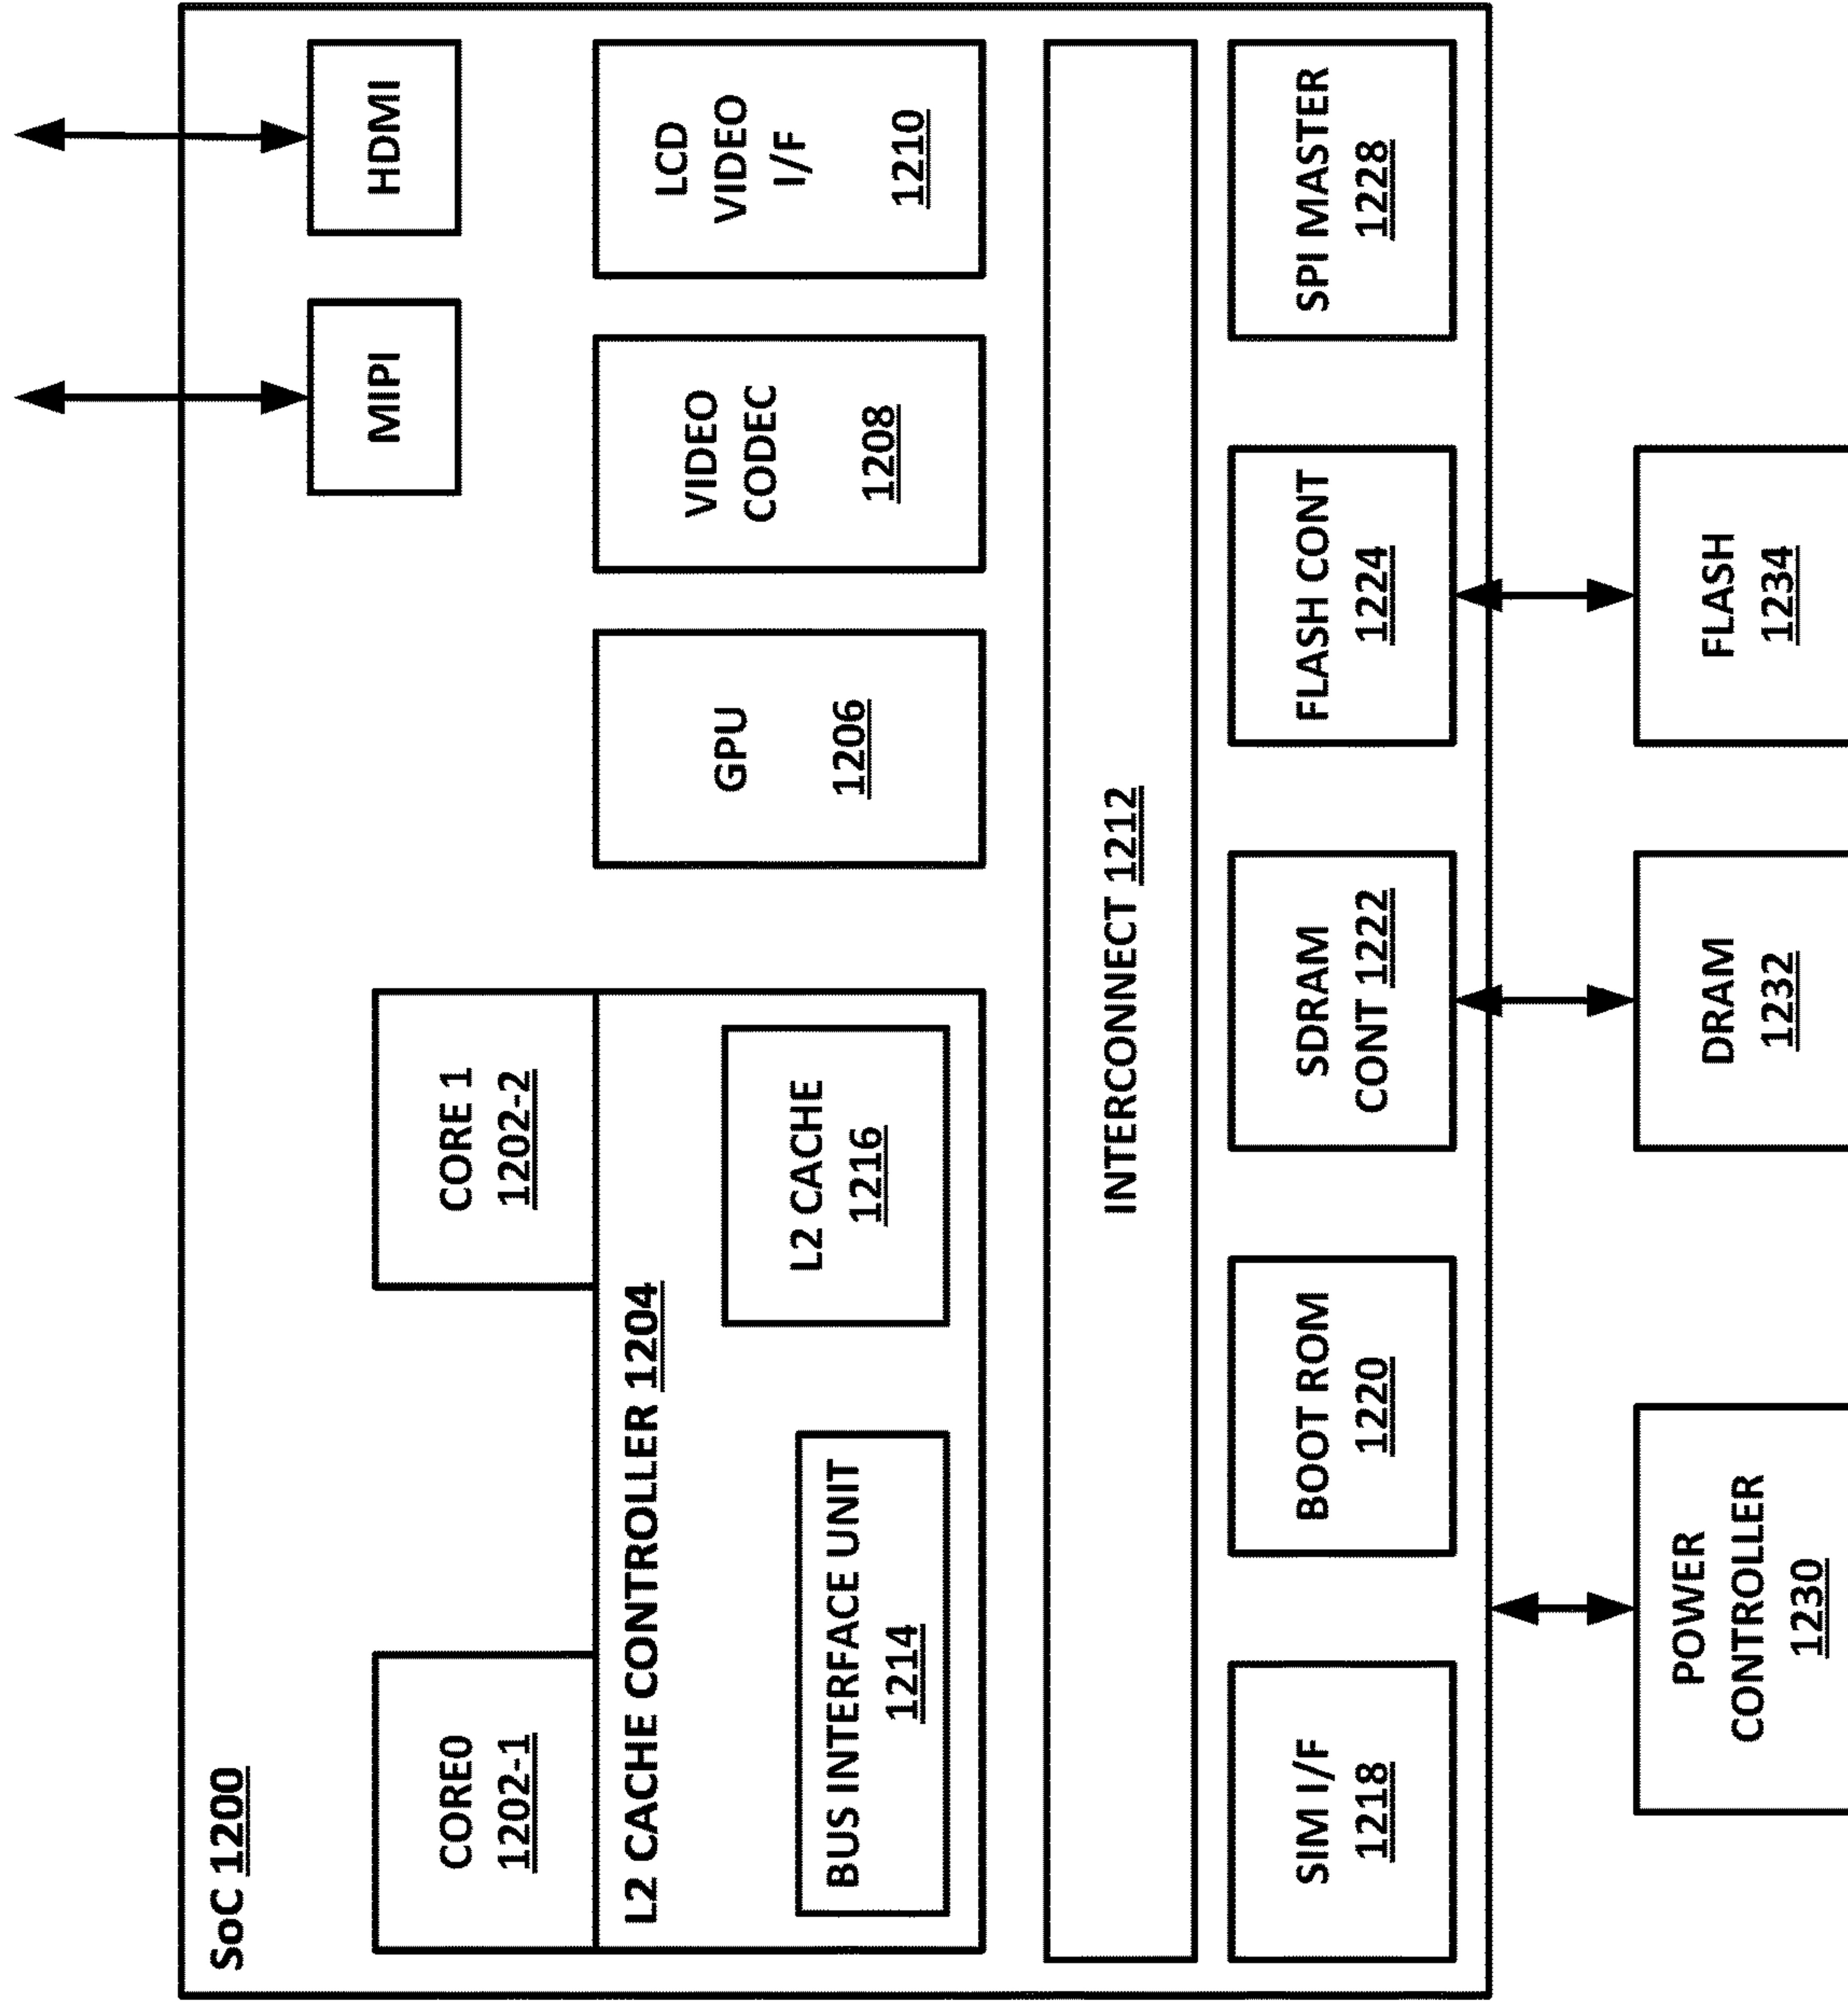 SoC 1200
MIPI
HDMI
CORE0
1202-1
CORE 1
1202-2
L2 CACHE CONTROLLER 1204
BUS INTERFACE UNIT
1214
L2 CACHE
1216
GPU
1206
VIDEO
CODEC
1208
LCD
VIDEO
I/F
1210
INTERCONNECT 1212
SIM I/F
1218
BOOT ROM
1220
SDRAM
CONT 1222
FLASH CONT
1224
SPI MASTER
1228
POWER
CONTROLLER
1230
DRAM
1232
FLASH
1234